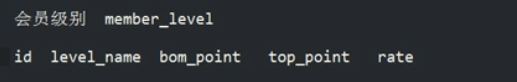 会员级别 member_level
id level_name bom_point top_point rate